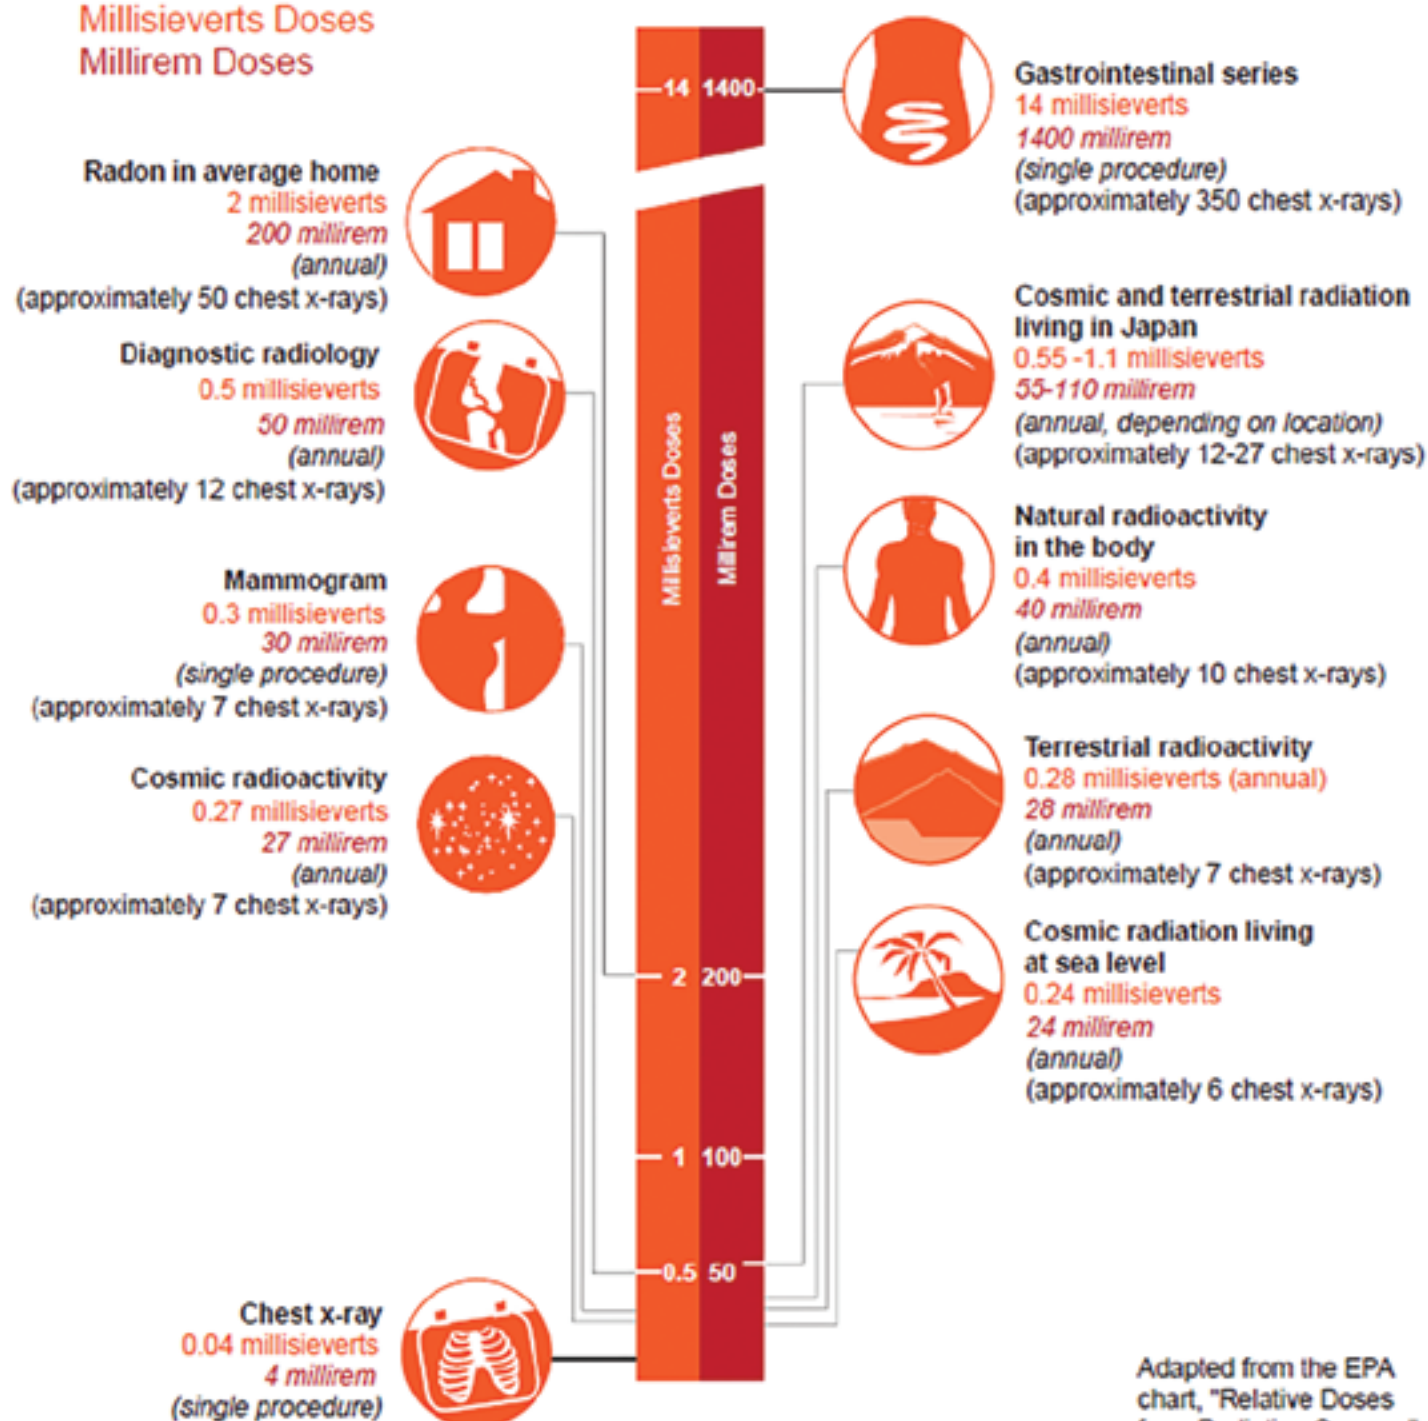 Millisieverts Doses
Millirem Doses
14 1400
Gastrointestinal series
14 millisieverts
1400 millirem
(single procedure)
(approximately 350 chest x-rays)
Radon in average home
2 millisieverts
200 millirem
(annual)
(approximately 50 chest x-rays)
Cosmic and terrestrial radiation
living in Japan
0.55 -1.1 millisieverts
55-110 millirem
(annual, depending on location)
(approximately 12-27 chest x-rays)
Diagnostic radiology
0.5 millisieverts
50 millirem
(annual)
(approximately 12 chest x-rays)
Millisieverts Doses
Millirem Doses
Natural radioactivity
in the body
0.4 millisieverts
40 millirem
(annual)
(approximately 10 chest x-rays)
Mammogram
0.3 millisieverts
30 millirem
(single procedure)
(approximately 7 chest x-rays)
Terrestrial radioactivity
0.28 millisieverts (annual)
28 millirem
(annual)
(approximately 7 chest x-rays)
Cosmic radioactivity
0.27 millisieverts
27 millirem
(annual)
(approximately 7 chest x-rays)
Cosmic radiation living
at sea level
0.24 millisieverts
24 millirem
(annual)
(approximately 6 chest x-rays)
2 200
1 100
0.5 50
Chest x-ray
0.04 millisieverts
4 millirem
(single procedure)
Adapted from the EPA
chart, "Relative Doses